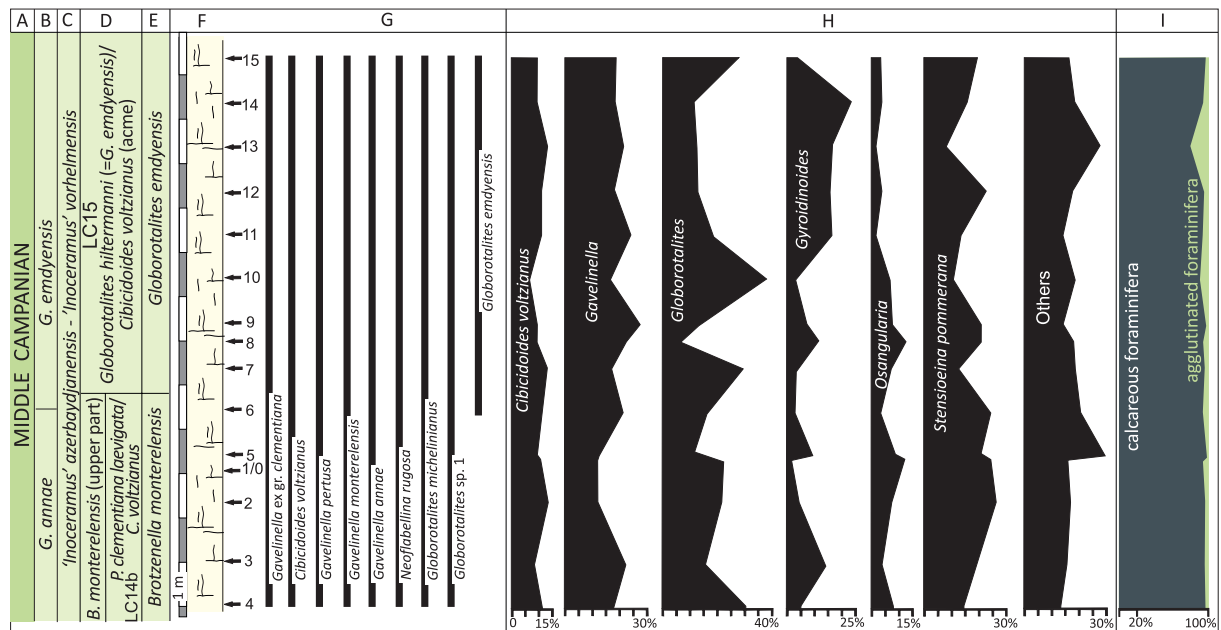 A B C D E F G H I
MIDDLE CAMPANIAN
G. emdyensis
G. annae
'Inoceramus' azerbaydjanensis - 'Inoceramus' vorhelmensis
LC15
Globorotalites hiltermanni (=G. emdyensis)/
Cibicidoides voltzianus (acme)
B. monterelensis (upper part)
P. clementiana laevigata/
C. voltzianus
LC14b
Globorotalites emdyensis
Brotzenella monterelensis
1 m
15
14
13
12
11
10
9
8
7
6
5
1/0
2
3
4
Gavelinella ex gr. clementiana
Cibicidoides voltzianus
Gavelinella pertusa
Gavelinella monterelensis
Gavelinella annae
Neoflabellina rugosa
Globorotalites michelinianus
Globorotalites sp. 1
Globorotalites emdyensis
Cibicidoides voltzianus
Gavelinella
Globorotalites
Gyroidinoides
Osangularia
Stensioeina pommerana
Others
calcareous foraminifera
agglutinated foraminifera
0 15% 30% 40% 25% 15% 30% 30% 20% 100%